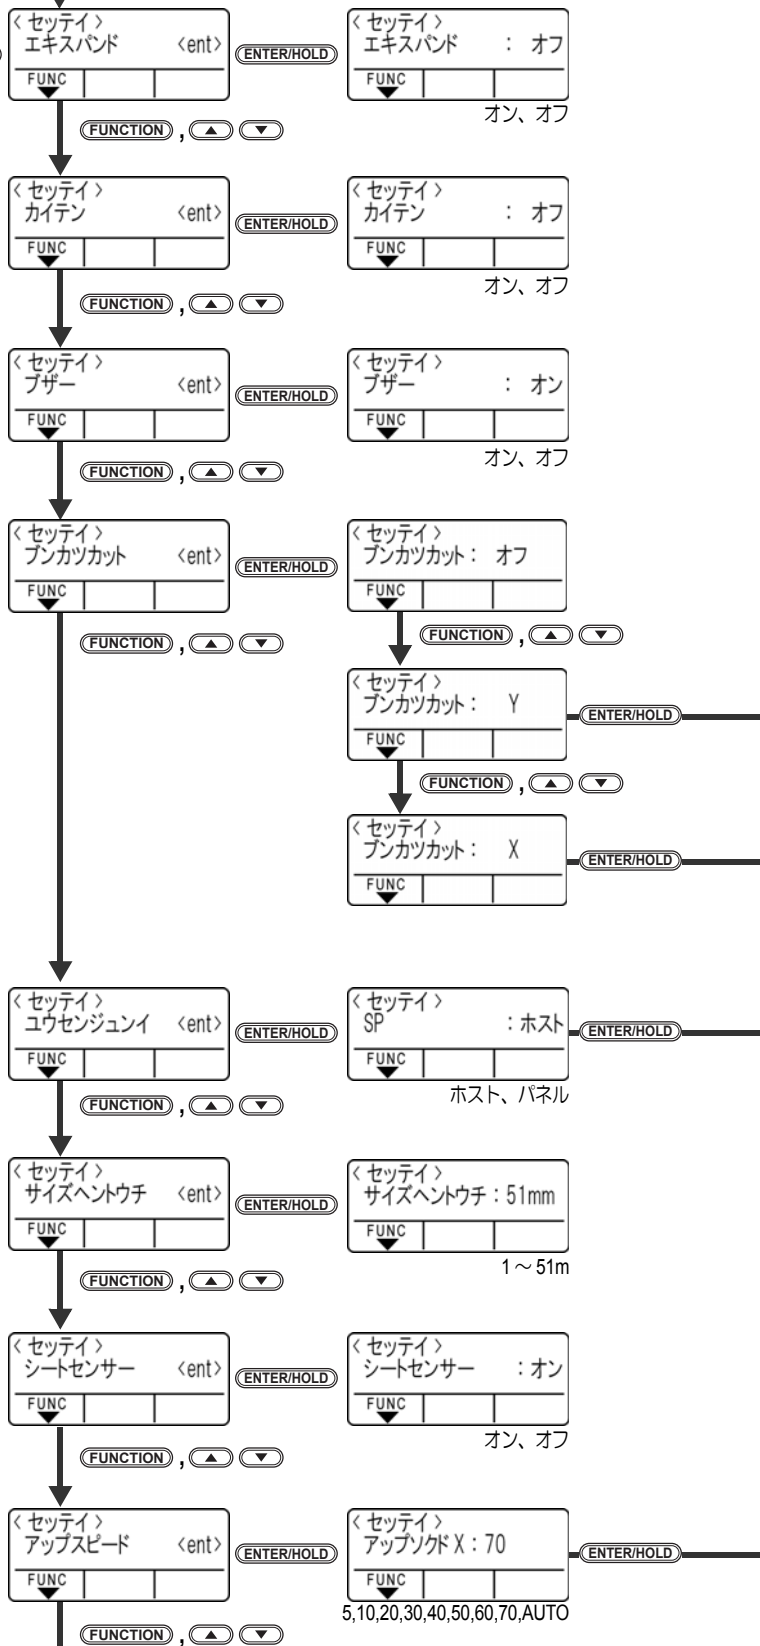 < セッテイ >
エキスパンド <ent>
FUNC
ENTER/HOLD
< セッテイ >
エキスパンド : オフ
FUNC
オン、オフ
FUNCTION ,
< セッテイ >
カイテン <ent>
FUNC
ENTER/HOLD
< セッテイ >
カイテン : オフ
FUNC
オン、オフ
FUNCTION ,
< セッテイ >
ブザー <ent>
FUNC
ENTER/HOLD
< セッテイ >
ブザー : オン
FUNC
オン、オフ
FUNCTION ,
< セッテイ >
ブンカツカット <ent>
FUNC
ENTER/HOLD
< セッテイ >
ブンカツカット : オフ
FUNC
FUNCTION ,
FUNCTION ,
< セッテイ >
ブンカツカット : Y
FUNC
ENTER/HOLD
FUNCTION ,
< セッテイ >
ブンカツカット : X
FUNC
ENTER/HOLD
< セッテイ >
ユウセンジュンイ <ent>
FUNC
ENTER/HOLD
< セッテイ >
SP : ホスト
FUNC
ENTER/HOLD
ホスト、パネル
FUNCTION ,
< セッテイ >
サイズヘントウチ <ent>
FUNC
ENTER/HOLD
< セッテイ >
サイズヘントウチ : 51mm
FUNC
1～51m
FUNCTION ,
< セッテイ >
シートセンサー <ent>
FUNC
ENTER/HOLD
< セッテイ >
シートセンサー : オン
FUNC
オン、オフ
FUNCTION ,
< セッテイ >
アップスピード <ent>
FUNC
ENTER/HOLD
< セッテイ >
アップソクド X : 70
FUNC
ENTER/HOLD
5,10,20,30,40,50,60,70,AUTO
FUNCTION ,